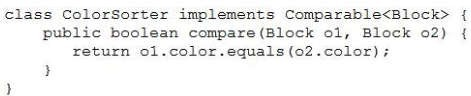 class ColorSorter implements Comparable<Block> {
    public boolean compare(Block o1, Block o2) {
        return o1.color.equals(o2.color);
    }
}